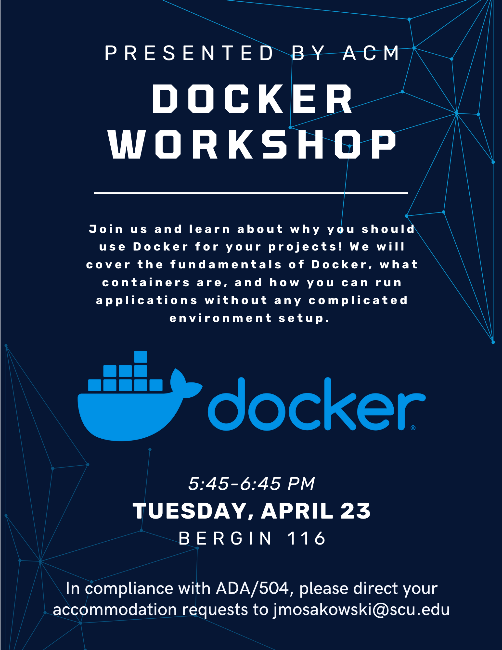 PRESENTED BY ACM
DOCKER
WORKSHOP
Join us and learn about why you should
use Docker for your projects! We will
cover the fundamentals of Docker, what
containers are, and how you can run
applications without any complicated
environment setup.
docker®
5:45-6:45 PM
TUESDAY, APRIL 23
BERGIN 116
In compliance with ADA/504, please direct your
accommodation requests to jmosakowski@scu.edu